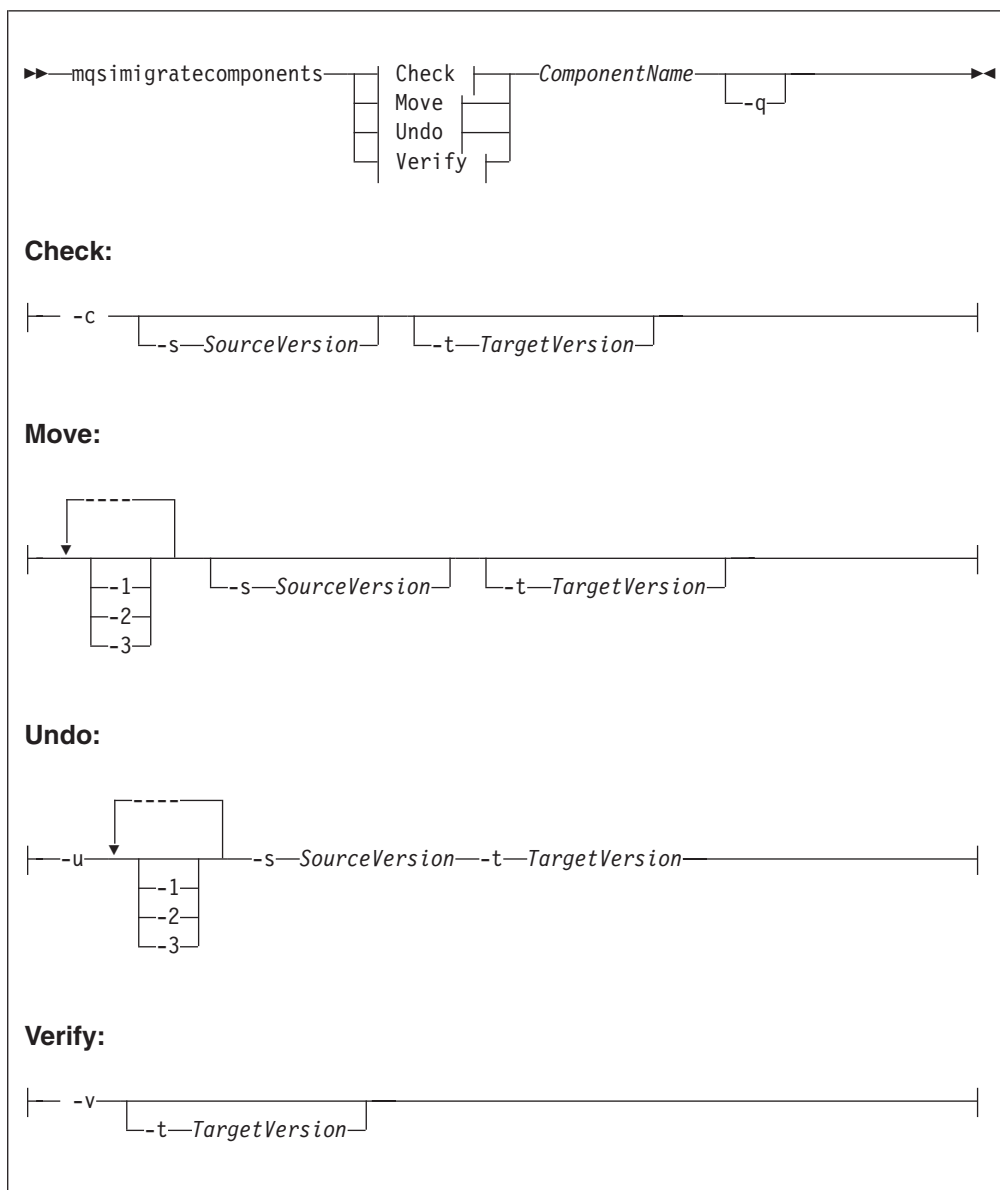 mqsimigratecomponents Check ComponentName
-q
Move
Undo
Verify
Check:
-c
-s SourceVersion -t TargetVersion
Move:
----
-1 -s SourceVersion -t TargetVersion
-2
-3
Undo:
----
-u -s SourceVersion -t TargetVersion
-1
-2
-3
Verify:
-v
-t TargetVersion